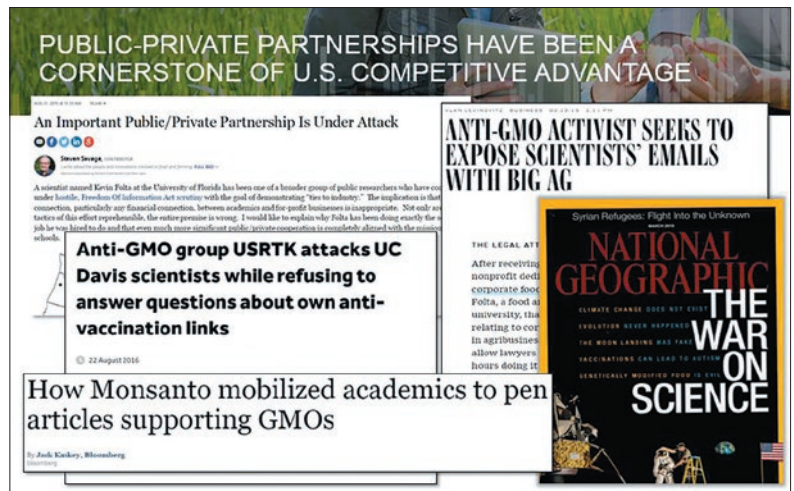 PUBLIC-PRIVATE PARTNERSHIPS HAVE BEEN A
CORNERSTONE OF U.S. COMPETITIVE ADVANTAGE
An Important Public/Private Partnership Is Under Attack
Steven Savage,
A scientist named Kevin Folta at the University of Florida has been one of a broader group of public researchers who have co
under hostile, Freedom Of Information Act scrutiny with the goal of demonstrating "ties to industry." The implication is that
connection, particularly any financial connection, between academics and for-profit businesses is inappropriate. Not only ar
tactics of this effort reprehensible, the entire premise is wrong. I would like to explain why Folta has been doing exactly the
job he was hired to do and that even much more significant public/private cooperation is completely aligned with the mission
schools.
Anti-GMO group USRTK attacks UC
Davis scientists while refusing to
answer questions about own anti-
vaccination links
22 August 2016
How Monsanto mobilized academics to pen
articles supporting GMOs
By Jack Kaskey, Bloomberg
Bloomberg
ALAN LEVINOVITZ BUSINESS
ANTI-GMO ACTIVIST SEEKS TO
EXPOSE SCIENTISTS' EMAILS
WITH BIG AG
THE LEGAL ATT
After receiving
nonprofit dedi
corporate food
Folta, a food a
university, tha
relating to cor
in agribusines
allow lawyers
hours doing it
Syrian Refugees: Flight Into the Unknown
MARCH 2015
NATIONAL
GEOGRAPHIC
CLIMATE CHANGE DOES NOT EXIST
EVOLUTION NEVER HAPPENED
THE MOON LANDING WAS FAKE
VACCINATIONS CAN LEAD TO AUTISM
GENETICALLY MODIFIED FOOD IS EVIL
THE
WAR
ON
SCIENCE